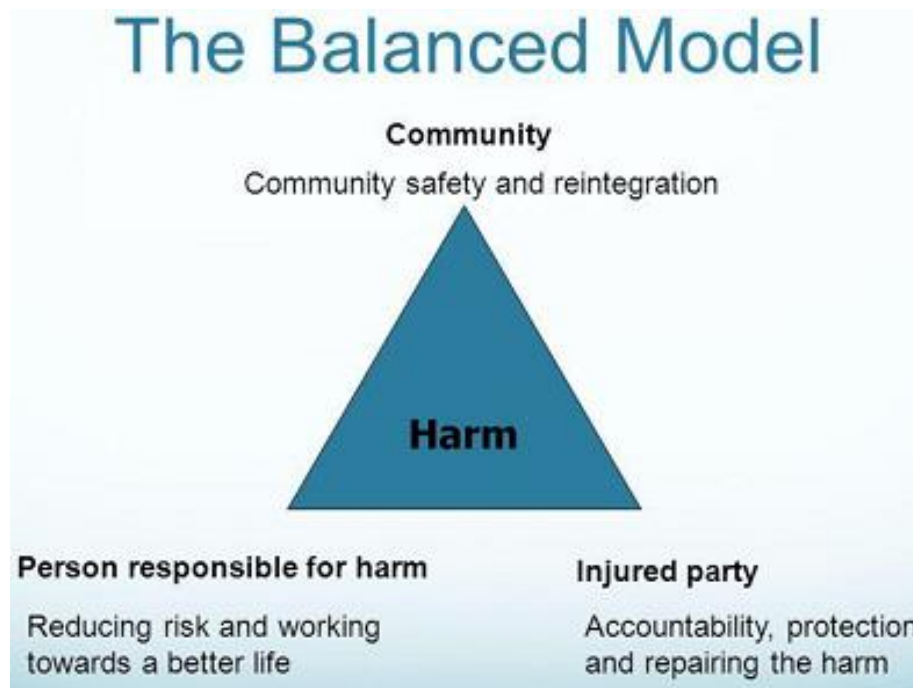 The Balanced Model
Community
Community safety and reintegration
Harm
Person responsible for harm
Reducing risk and working
towards a better life
Injured party
Accountability, protection
and repairing the harm